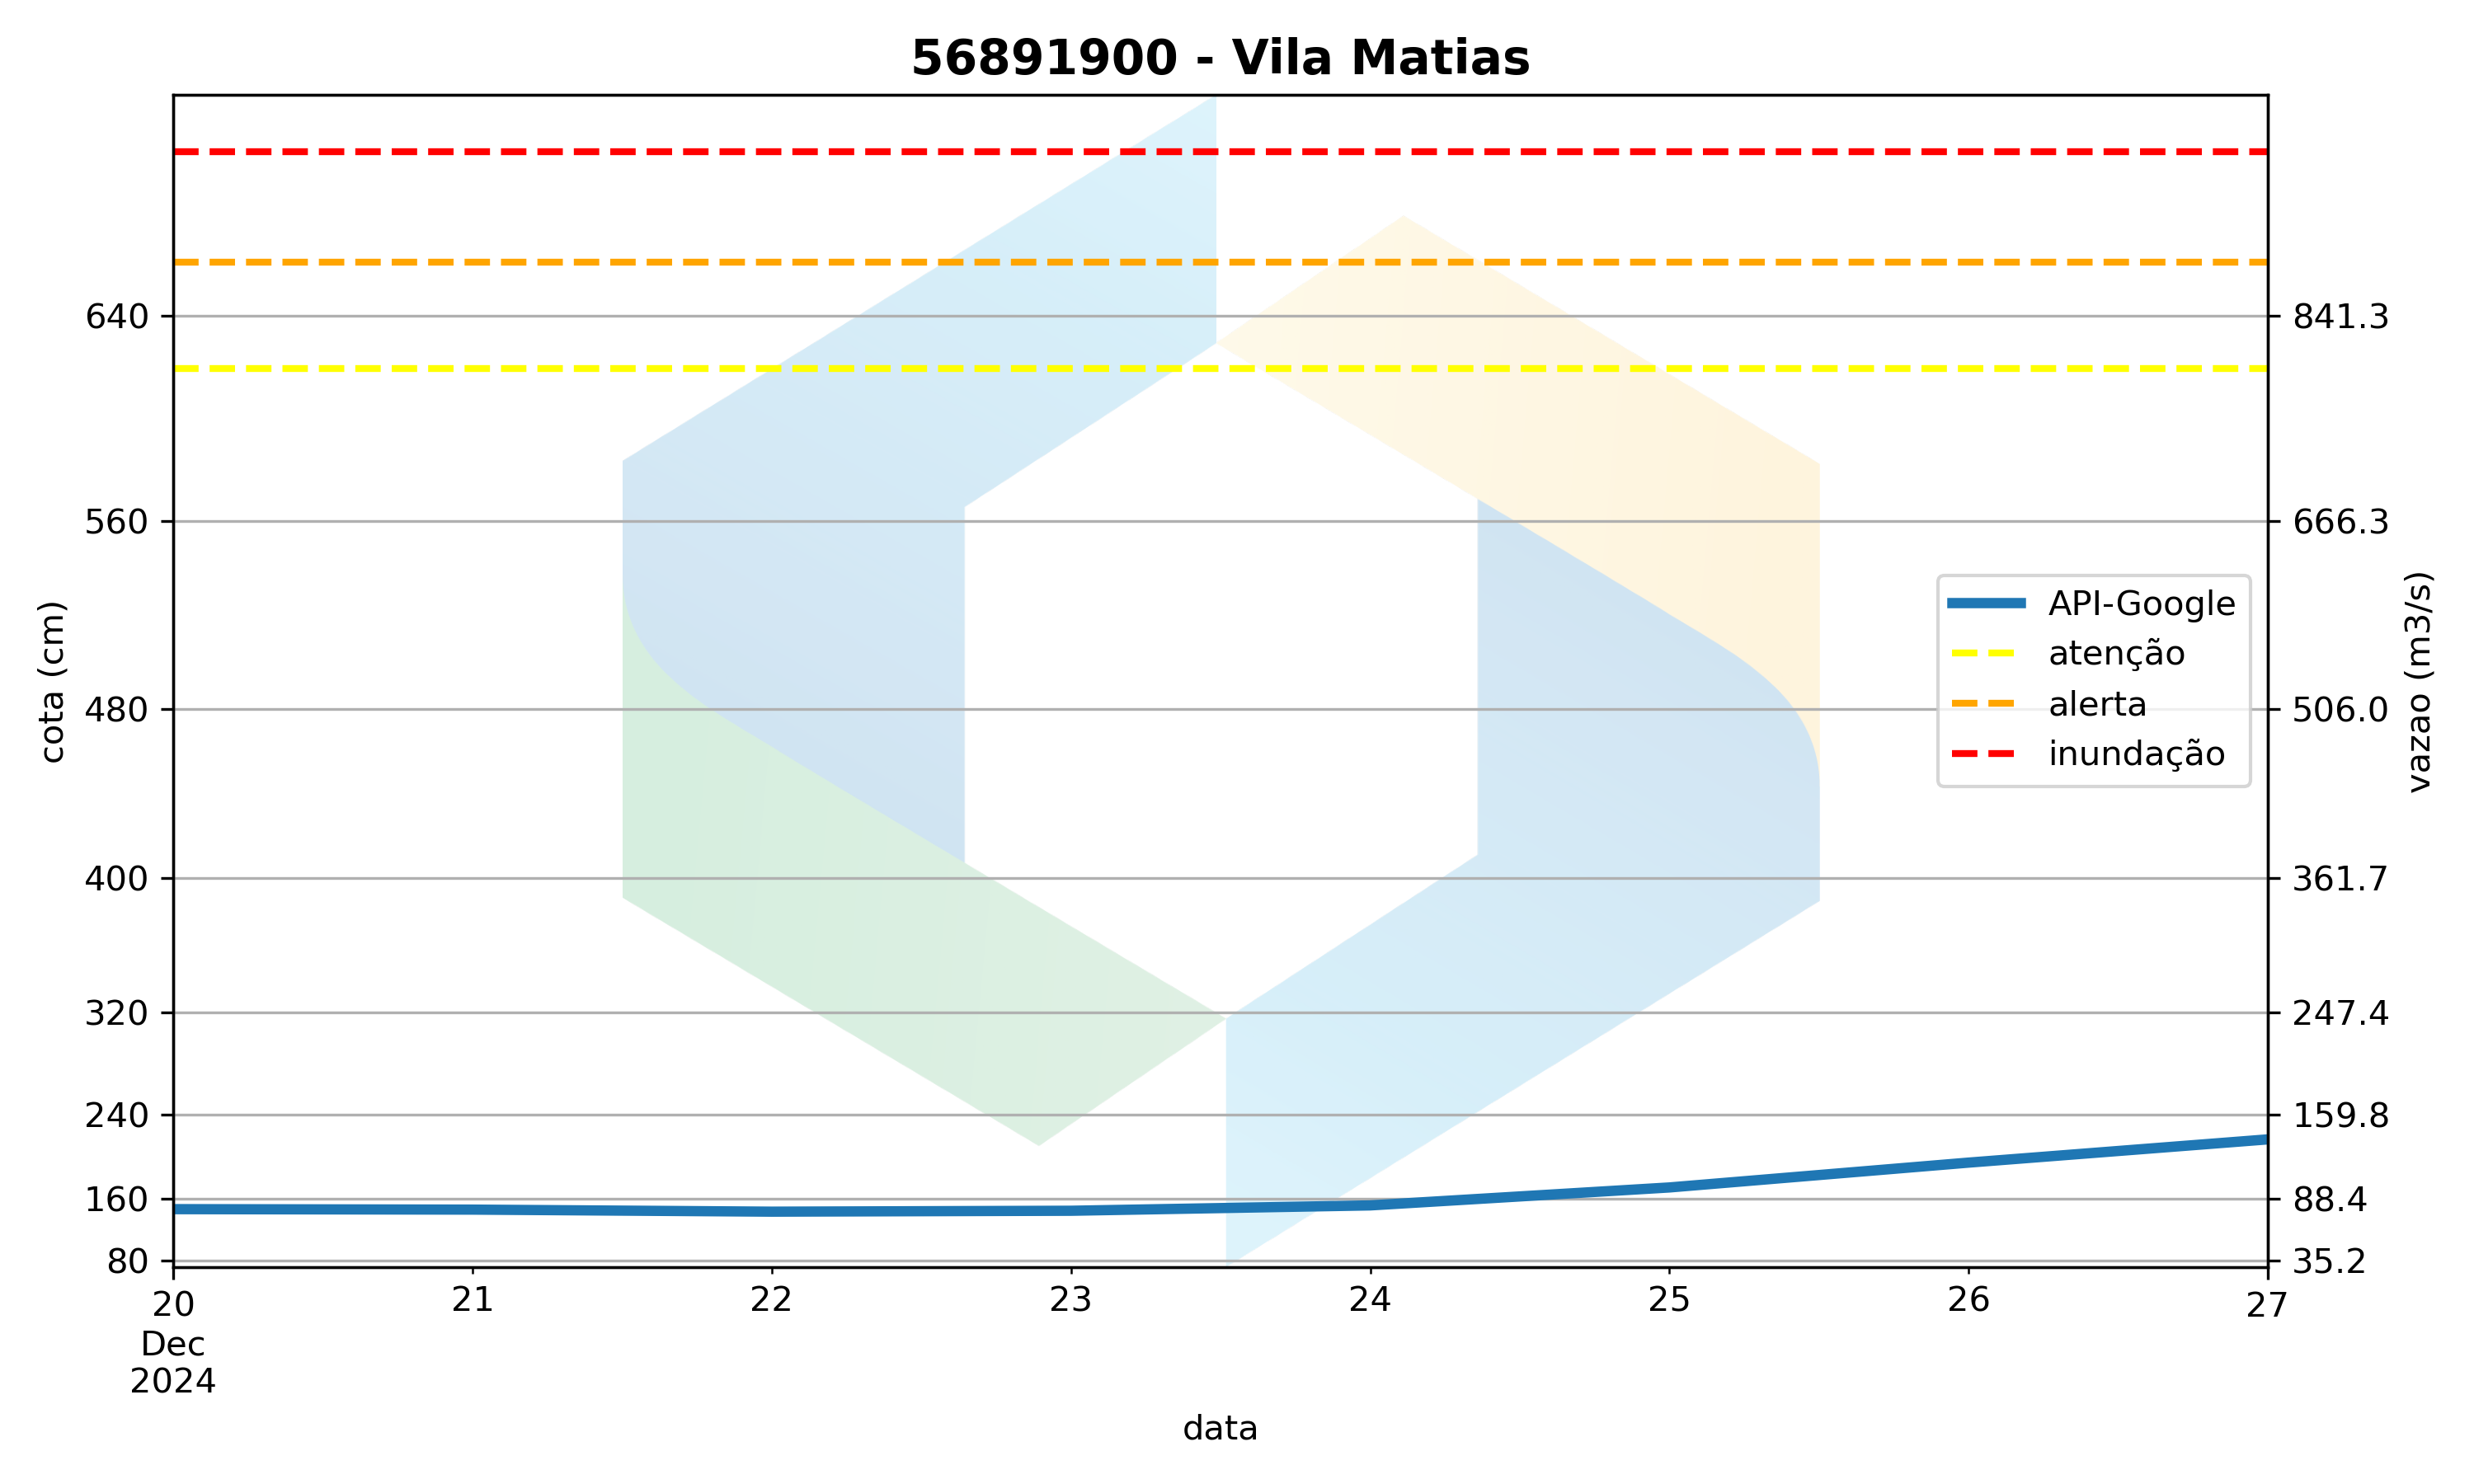 56891900 - Vila Matias
cota (cm)
640
560
480
400
320
240
160
80
841.3
666.3
506.0
361.7
247.4
159.8
88.4
35.2
vazao (m3/s)
API-Google
atenção
alerta
inundação
20 21 22 23 24 25 26 27
Dec
2024
data